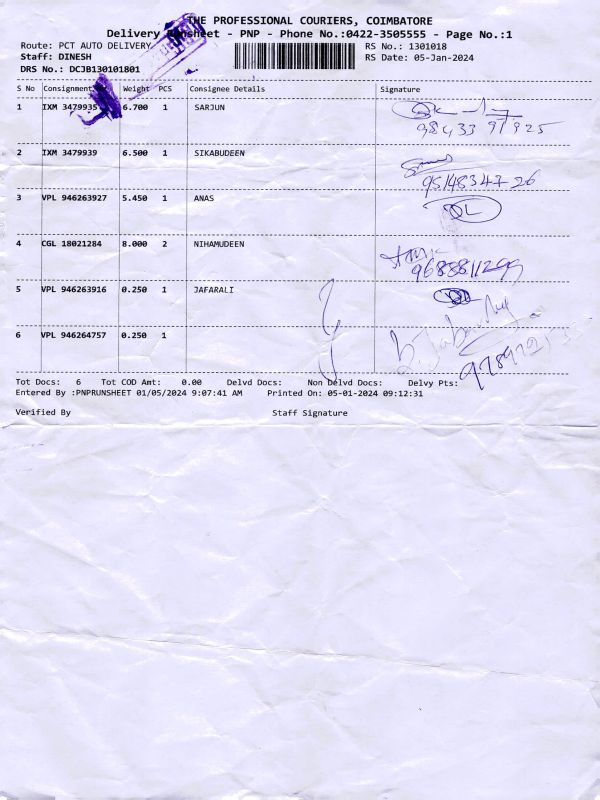 THE PROFESSIONAL COURIERS, COIMBATORE
Delivery Runsheet - PNP - Phone No.:0422-3505555 - Page No.:1
Route: PCT AUTO DELIVERY RS No.: 1301018
Staff: DINESH RS Date: 05-Jan-2024
DRS No.: DCJB130101801
S No Consignment Weight PCS Consignee Details Signature
1 IXM 3479935 6.700 1 SARJUN
98433 91925
2 IXM 3479939 6.500 1 SIKABUDEEN
9514834726
3 VPL 946263927 5.450 1 ANAS
4 CGL 18021284 8.000 2 NIHAMUDEEN
9688811299
5 VPL 946263916 0.250 1 JAFARALI
6 VPL 946264757 0.250 1
Tot Docs: 6 Tot COD Amt: 0.00 Delvd Docs: Non Delvd Docs: Delvy Pts:
Entered By :PNPRUNSHEET 01/05/2024 9:07:41 AM Printed On: 05-01-2024 09:12:31
Verified By Staff Signature